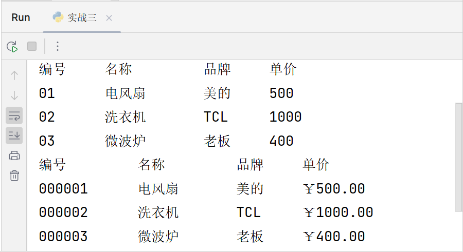 Run 实战三
编号 名称 品牌 单价
01 电风扇 美的 500
02 洗衣机 TCL 1000
03 微波炉 老板 400
编号 名称 品牌 单价
000001 电风扇 美的 ￥500.00
000002 洗衣机 TCL ￥1000.00
000003 微波炉 老板 ￥400.00